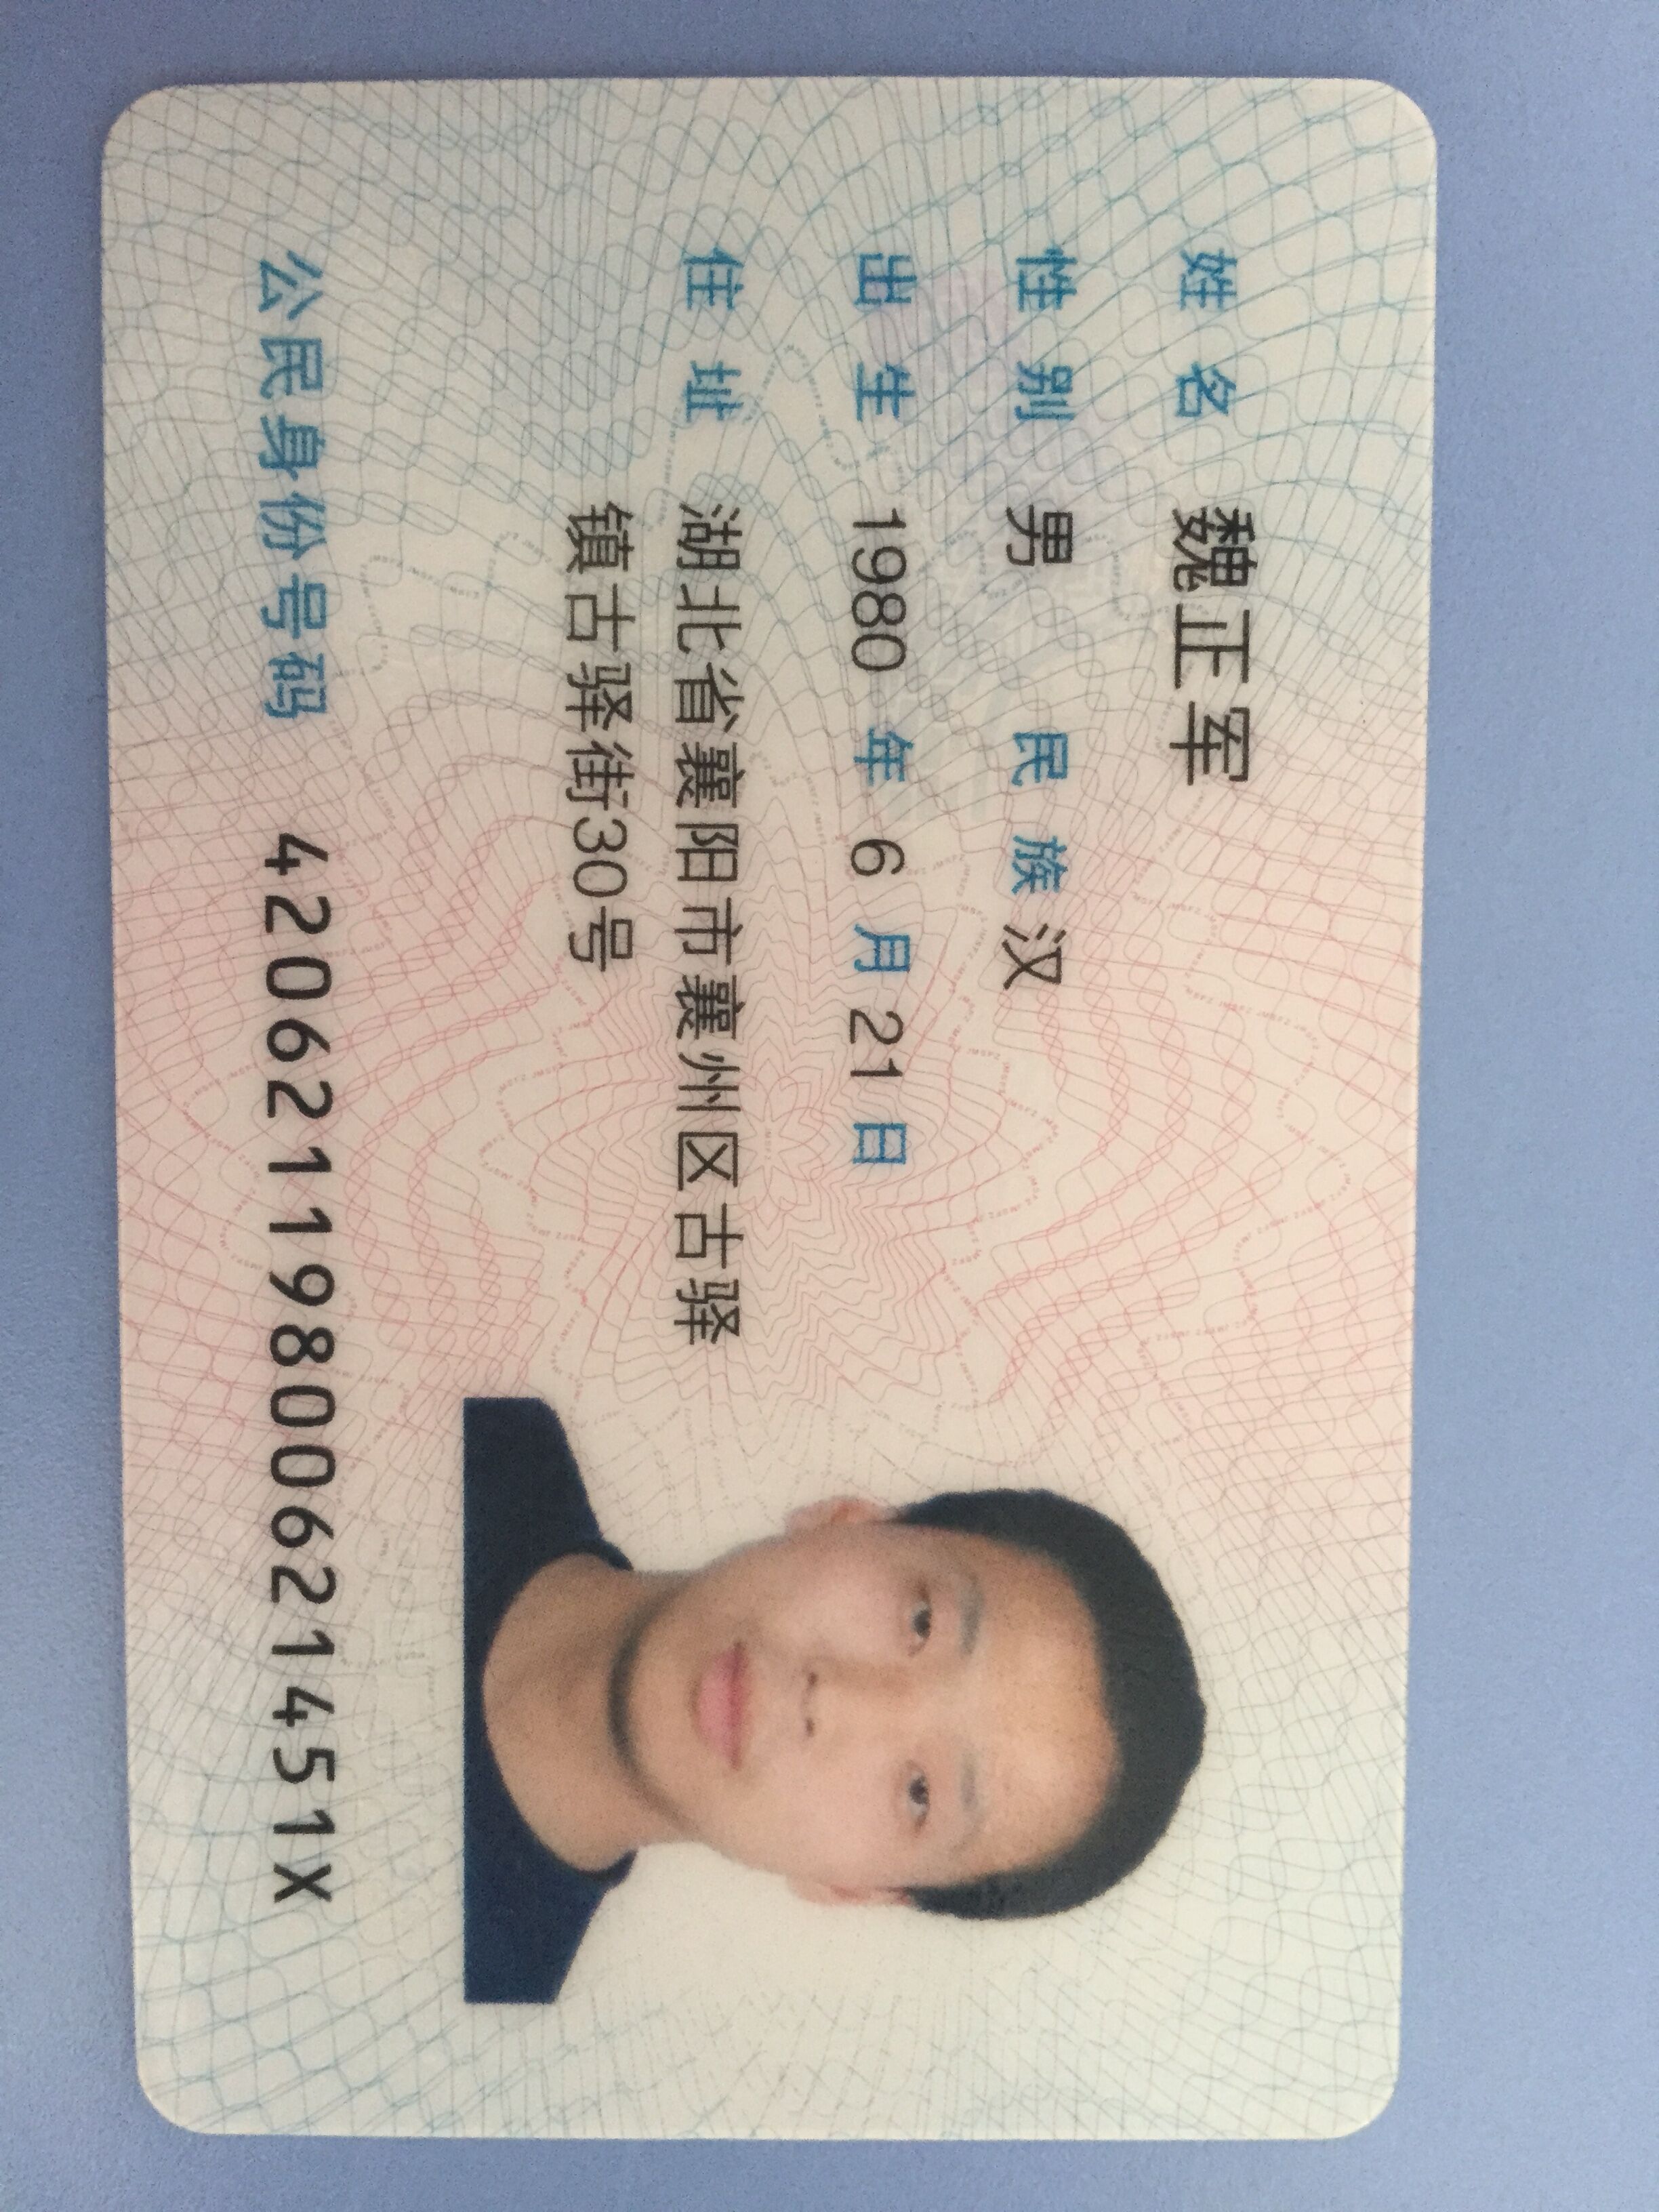 姓名 魏正军
性别 男 民族 汉
出生 1980 年 6 月 21 日
住址 湖北省襄阳市襄州区古驿
镇古驿街30号
公民身份号码 42062119800621451X